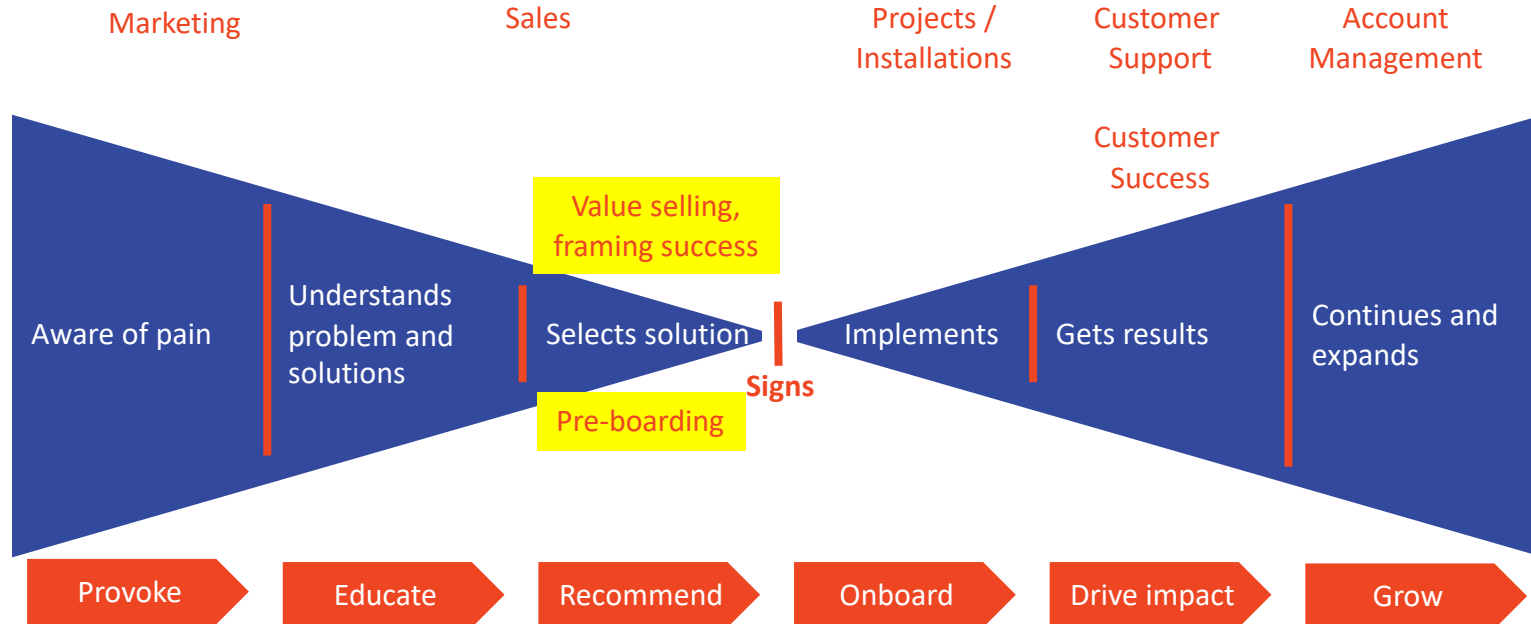 Marketing
Sales
Projects /
Installations
Customer
Support
Account
Management
Customer
Success
Value selling,
framing success
Aware of pain
Understands
problem and
solutions
Selects solution
Signs
Implements
Gets results
Continues and
expands
Pre-boarding
Provoke
Educate
Recommend
Onboard
Drive impact
Grow